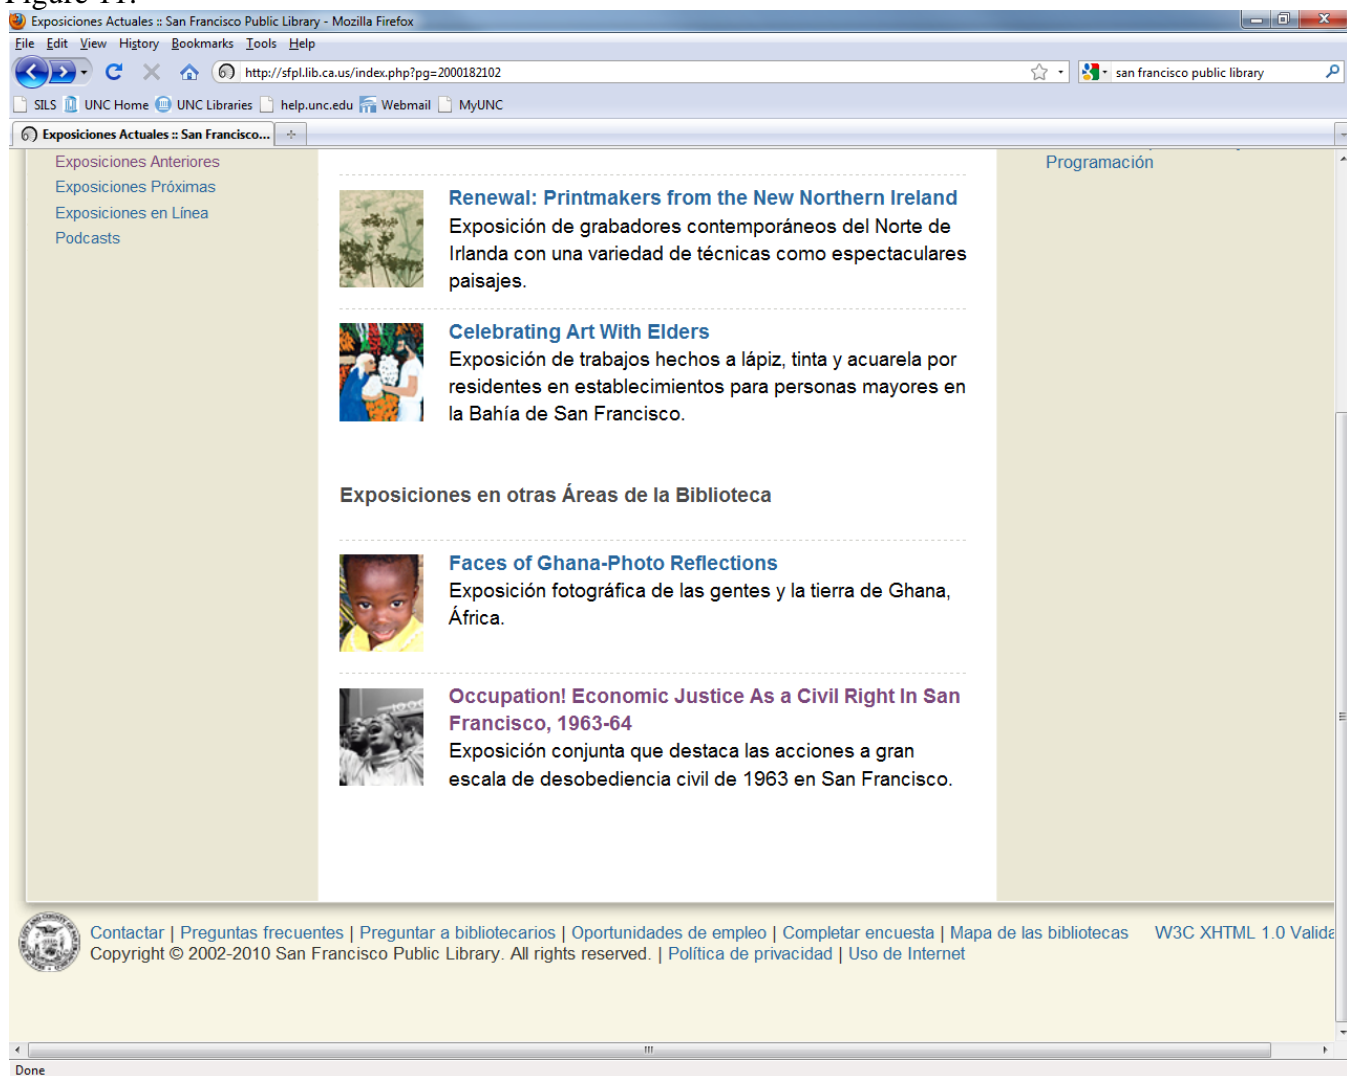 Figure 11.
Exposiciones Actuales :: San Francisco Public Library - Mozilla Firefox
File Edit View History Bookmarks Tools Help
http://sfpl.lib.ca.us/index.php?pg=2000182102
san francisco public library
SILS UNC Home UNC Libraries help.unc.edu Webmail MyUNC
Exposiciones Actuales :: San Francisco...
Exposiciones Anteriores
Exposiciones Próximas
Exposiciones en Línea
Podcasts
Renewal: Printmakers from the New Northern Ireland
Exposición de grabadores contemporáneos del Norte de
Irlanda con una variedad de técnicas como espectaculares
paisajes.
Celebrating Art With Elders
Exposición de trabajos hechos a lápiz, tinta y acuarela por
residentes en establecimientos para personas mayores en
la Bahía de San Francisco.
Exposiciones en otras Áreas de la Biblioteca
Faces of Ghana-Photo Reflections
Exposición fotográfica de las gentes y la tierra de Ghana,
África.
Occupation! Economic Justice As a Civil Right In San
Francisco, 1963-64
Exposición conjunta que destaca las acciones a gran
escala de desobediencia civil de 1963 en San Francisco.
Programación
Contactar | Preguntas frecuentes | Preguntar a bibliotecarios | Oportunidades de empleo | Completar encuesta | Mapa de las bibliotecas W3C XHTML 1.0 Valida
Copyright © 2002-2010 San Francisco Public Library. All rights reserved. | Política de privacidad | Uso de Internet
Done